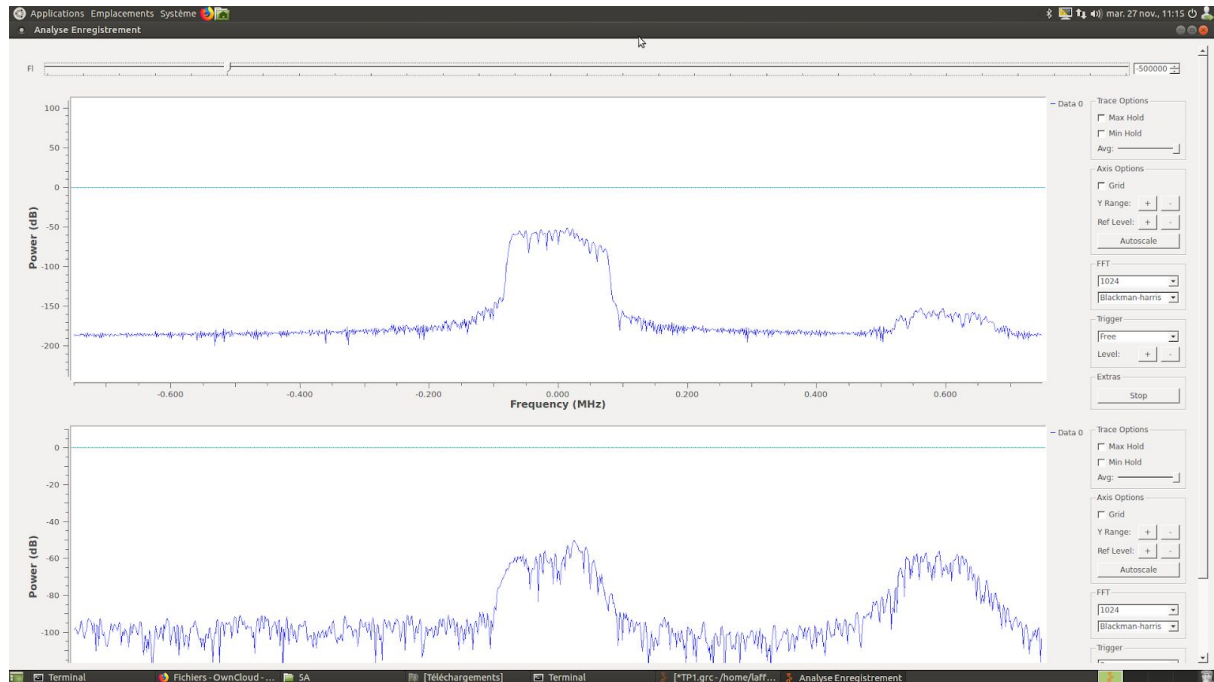 Applications Emplacements Système
mar. 27 nov., 11:15
Analyse Enregistrement
FI
-500000
100
50
0
-50
-100
-150
-200
Power (dB)
-0.600
-0.400
-0.200
0.000
0.200
0.400
0.600
Frequency (MHz)
Data 0
Trace Options
Max Hold
Min Hold
Avg:
Axis Options
Grid
Y Range: + -
Ref Level: + -
Autoscale
FFT
1024
Blackman-harris
Trigger
Free
Level: + -
Extras
Stop
0
-20
-40
-60
-80
-100
Power (dB)
Data 0
Trace Options
Max Hold
Min Hold
Avg:
Axis Options
Grid
Y Range: + -
Ref Level: + -
Autoscale
FFT
1024
Blackman-harris
Trigger
Terminal
Fichiers - OwnCloud - ...
5A
[Téléchargements]
Terminal
[*TP1.grc - /home/laff...
Analyse Enregistrement